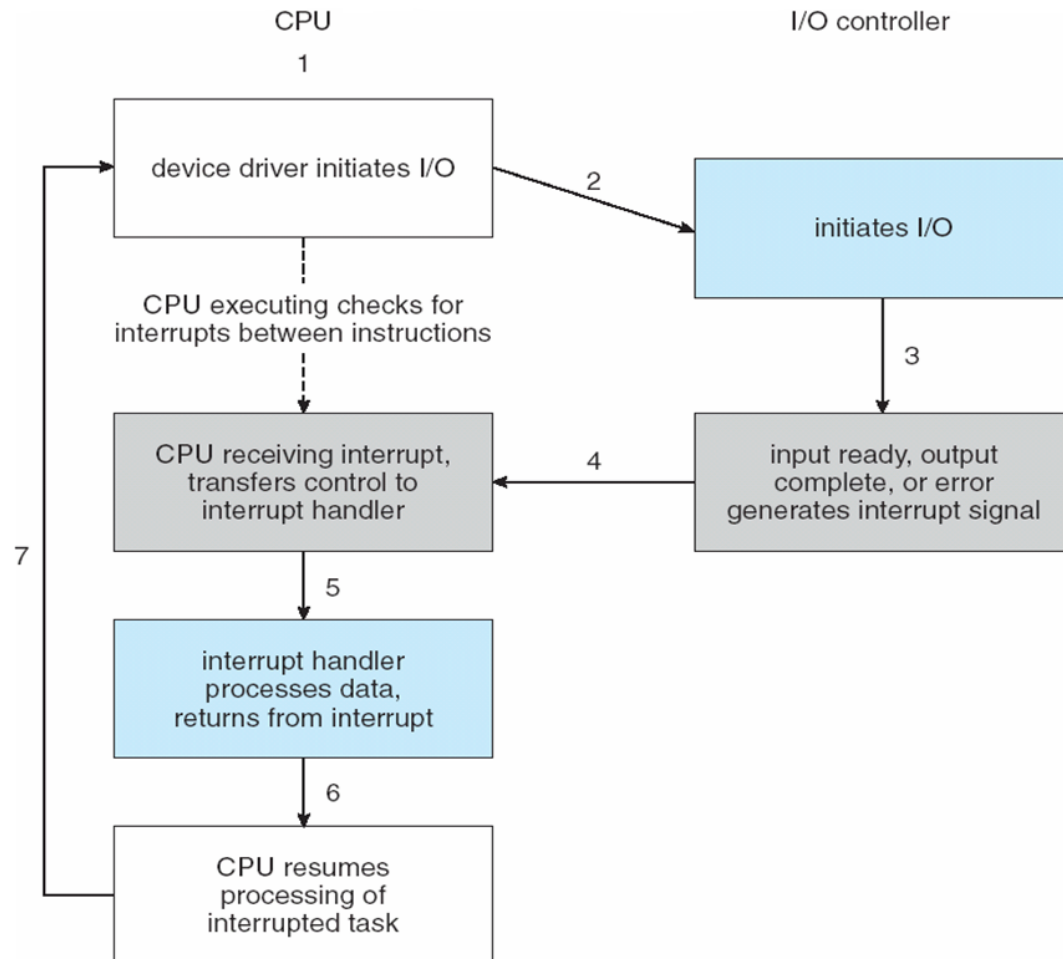 CPU
I/O controller
1
device driver initiates I/O
2
initiates I/O
CPU executing checks for
interrupts between instructions
3
CPU receiving interrupt,
transfers control to
interrupt handler
4
input ready, output
complete, or error
generates interrupt signal
7
5
interrupt handler
processes data,
returns from interrupt
6
CPU resumes
processing of
interrupted task